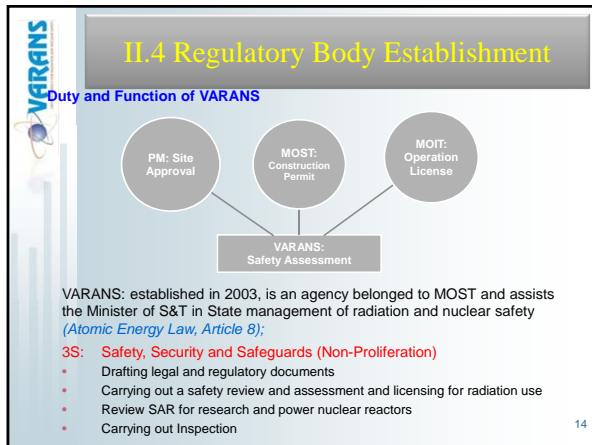 VARANS
II.4 Regulatory Body Establishment
Duty and Function of VARANS
PM: Site
Approval
MOST:
Construction
Permit
MOIT:
Operation
License
VARANS:
Safety Assessment
VARANS: established in 2003, is an agency belonged to MOST and assists
the Minister of S&T in State management of radiation and nuclear safety
(Atomic Energy Law, Article 8);
3S: Safety, Security and Safeguards (Non-Proliferation)
• Drafting legal and regulatory documents
• Carrying out a safety review and assessment and licensing for radiation use
• Review SAR for research and power nuclear reactors
• Carrying out Inspection
14